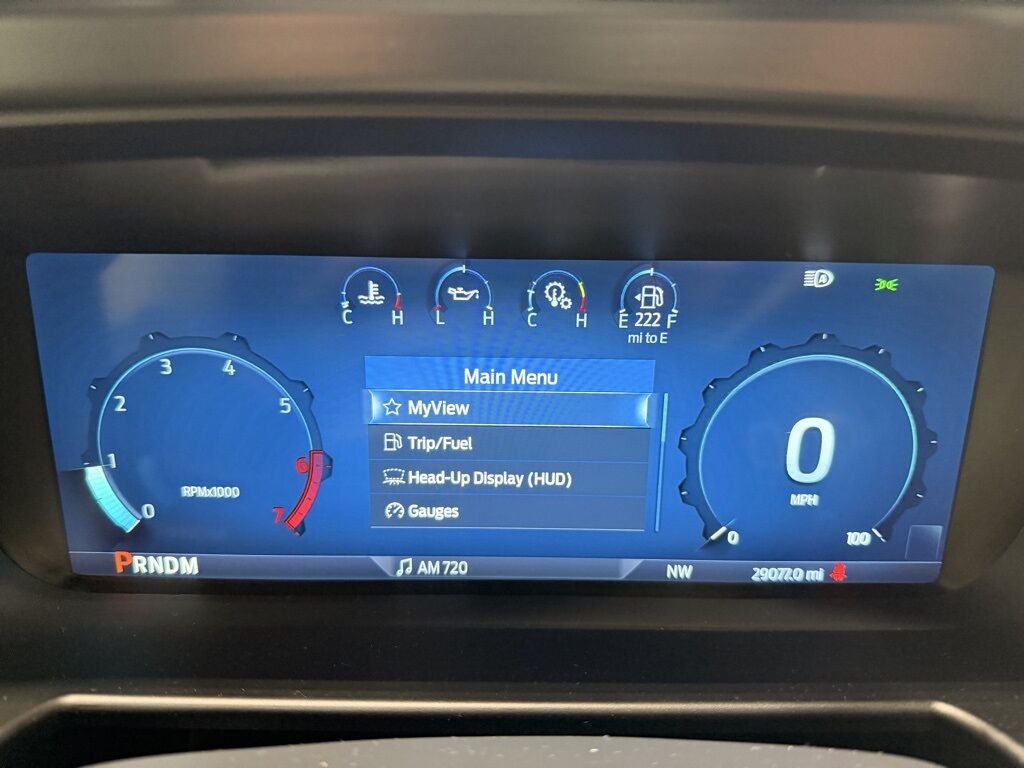 C H
L H
C H
E 222 F
mi to E
A
0
1
2
3
4
5
6
7
RPMx1000
Main Menu
MyView
Trip/Fuel
Head-Up Display (HUD)
Gauges
0
MPH
0
100
PRNDM
AM 720
NW
29077.0 mi